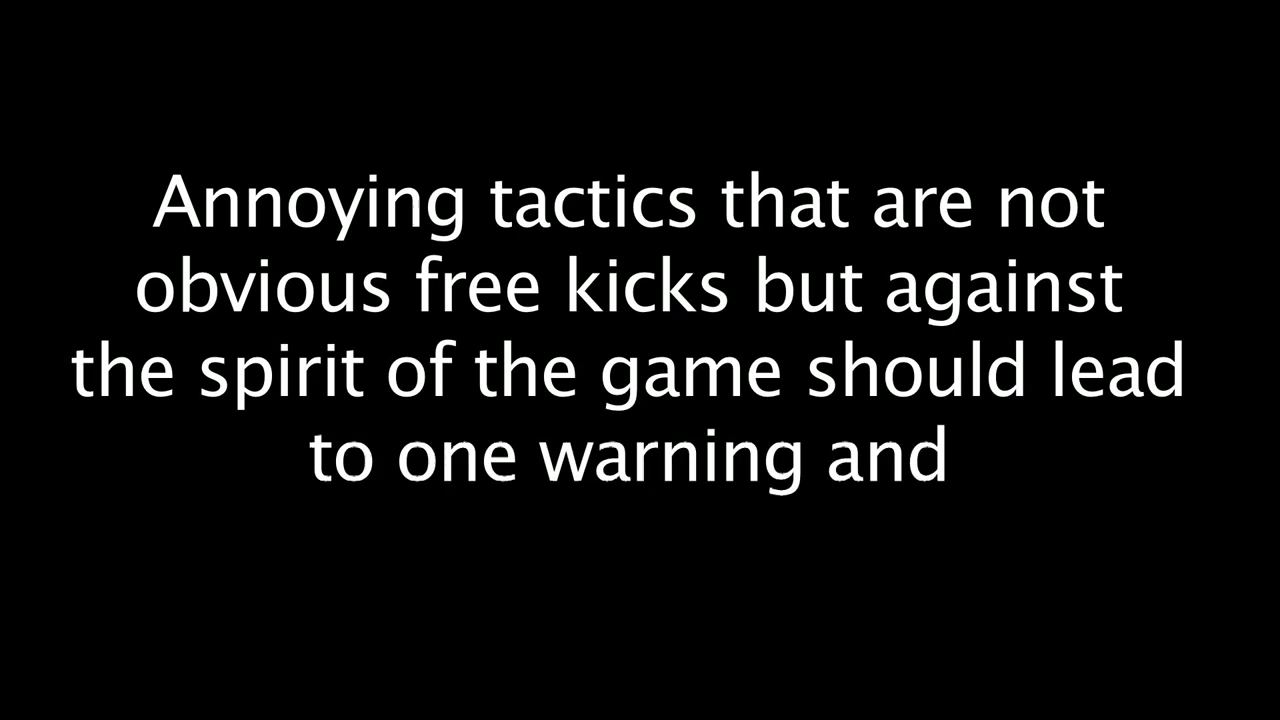 Annoying tactics that are not
obvious free kicks but against
the spirit of the game should lead
to one warning and